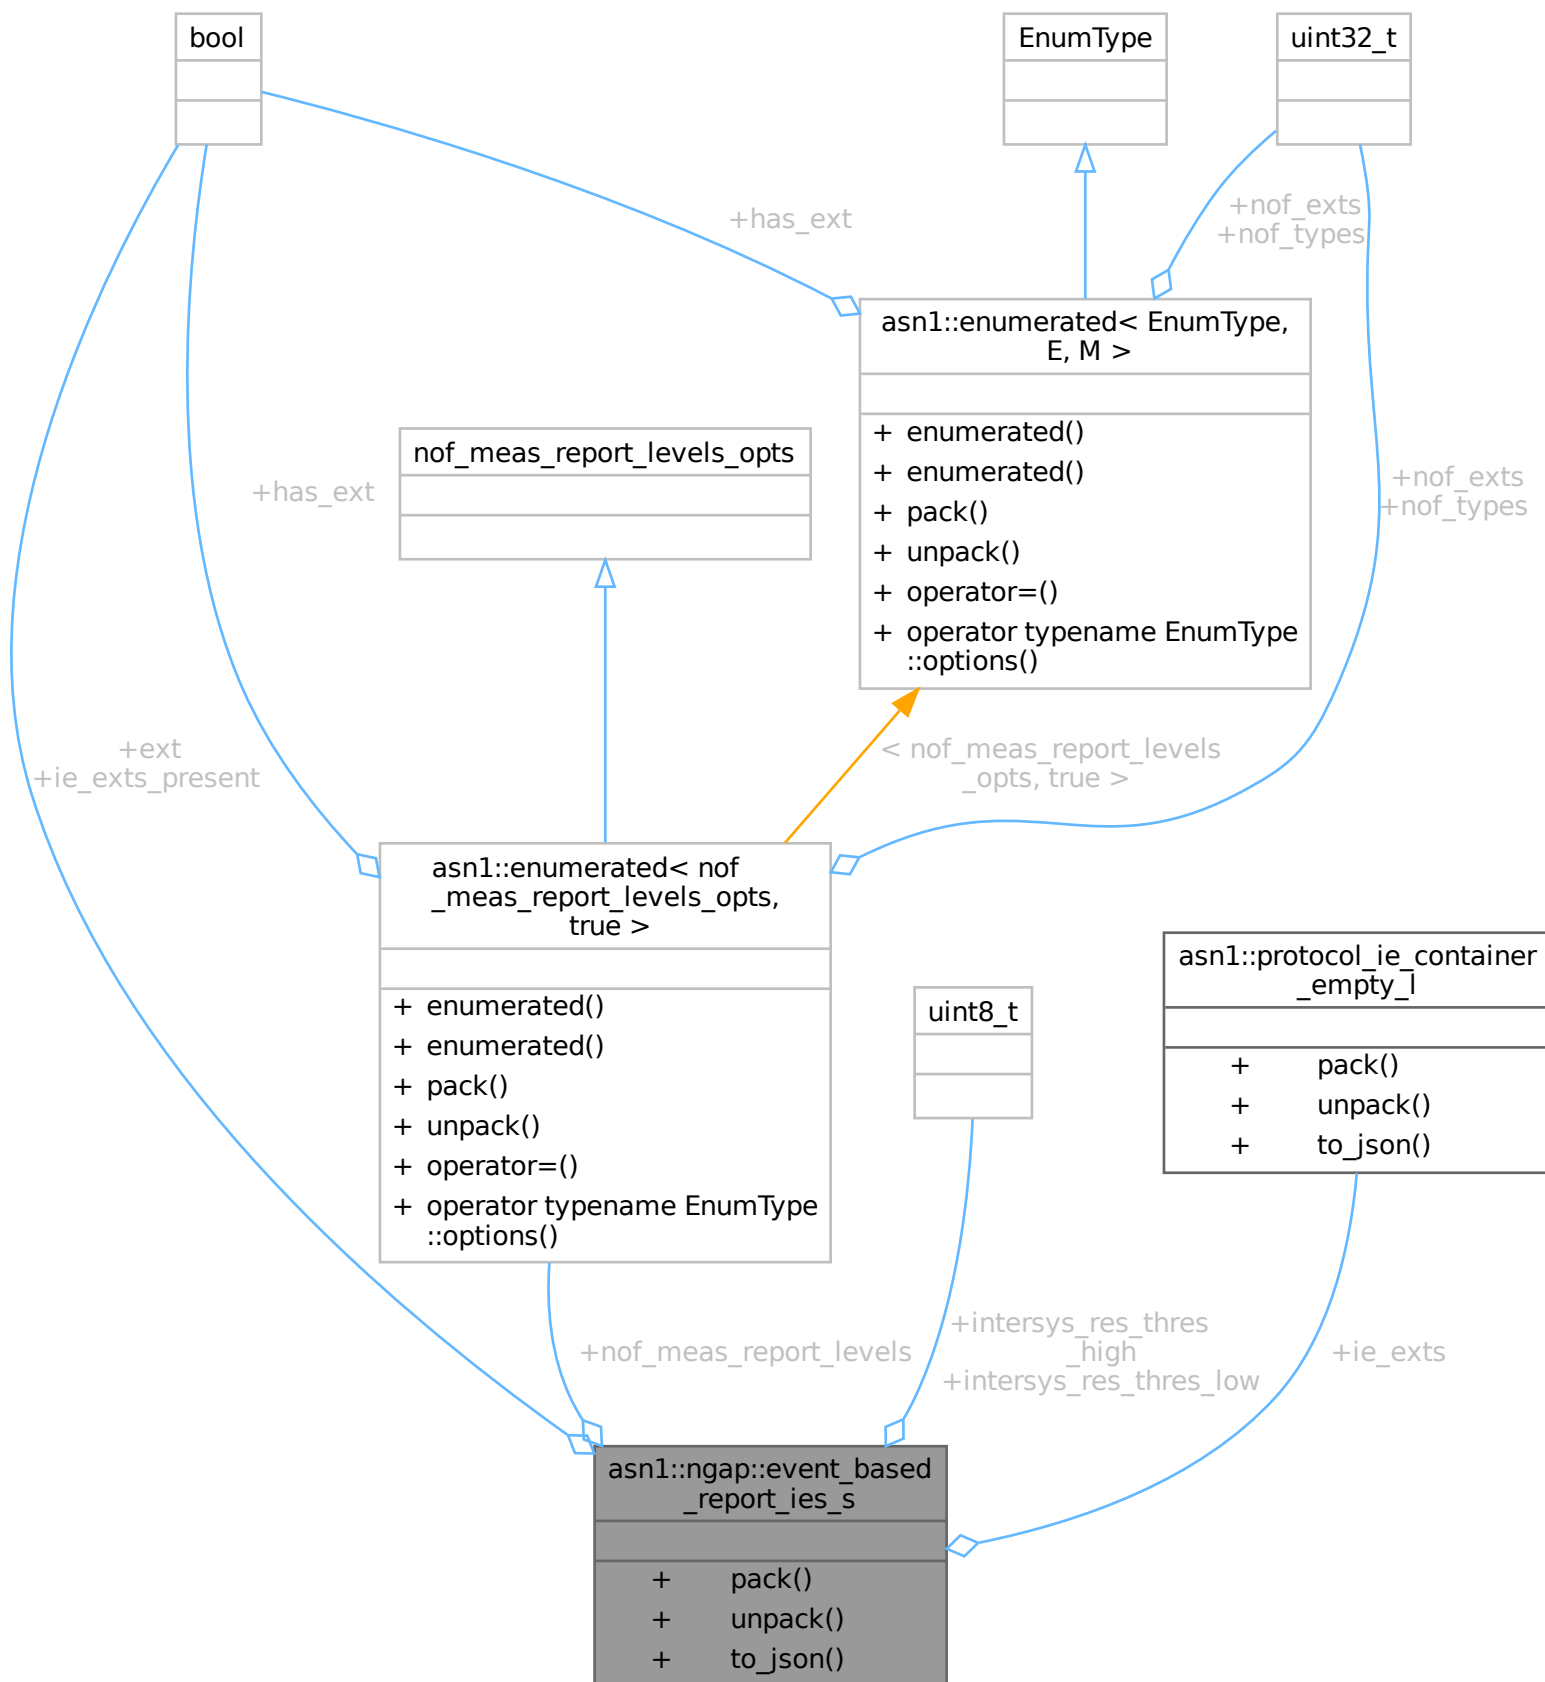 bool
EnumType
uint32_t
+has_ext
+nof_exts
+nof_types
asn1::enumerated< EnumType,
E, M >
+ enumerated()
+ enumerated()
+ pack()
+ unpack()
+ operator=()
+ operator typename EnumType
::options()
nof_meas_report_levels_opts
+has_ext
+nof_exts
+nof_types
+ext
+ie_exts_present
< nof_meas_report_levels
_opts, true >
asn1::enumerated< nof
_meas_report_levels_opts,
true >
+ enumerated()
+ enumerated()
+ pack()
+ unpack()
+ operator=()
+ operator typename EnumType
::options()
uint8_t
asn1::protocol_ie_container
_empty_l
+ pack()
+ unpack()
+ to_json()
+nof_meas_report_levels
+intersys_res_thres
_high
+intersys_res_thres_low
+ie_exts
asn1::ngap::event_based
_report_ies_s
+ pack()
+ unpack()
+ to_json()